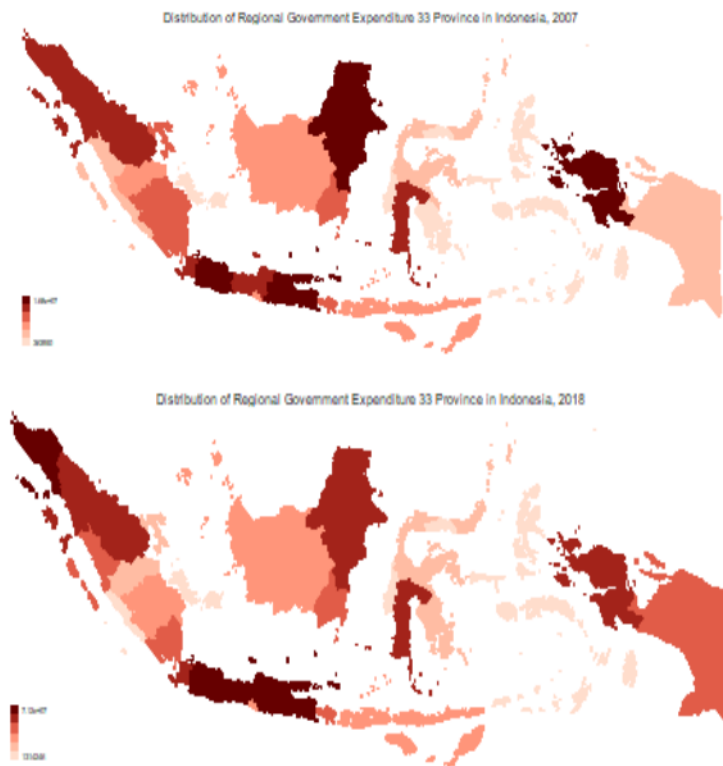 Distribution of Regional Government Expenditure 33 Province in Indonesia, 2007
Distribution of Regional Government Expenditure 33 Province in Indonesia, 2018